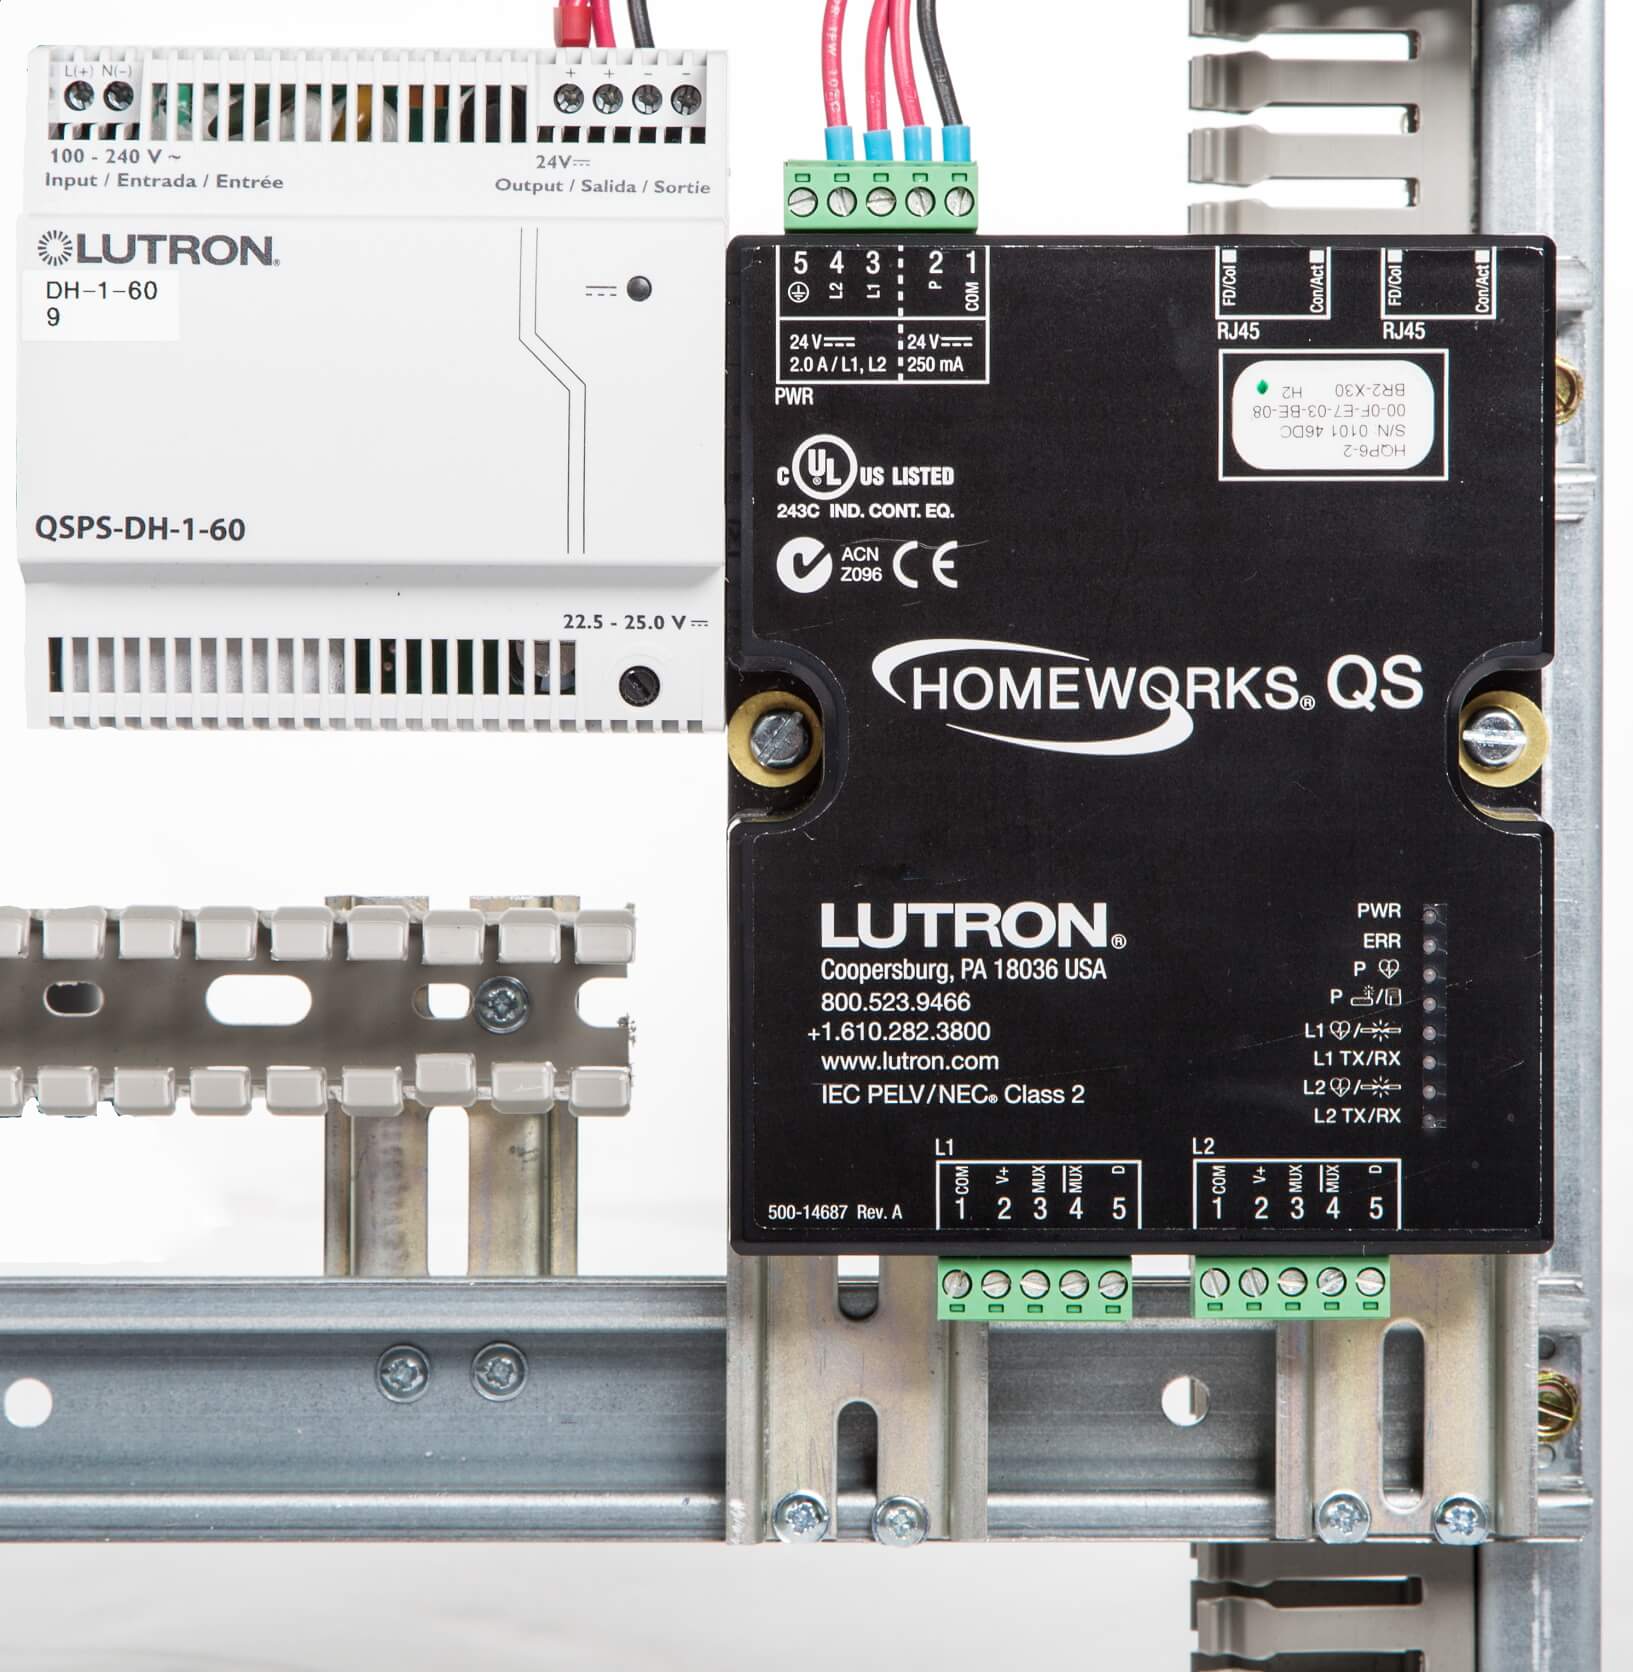 L(+) N(-)
+ + - -
100 - 240 V ~
Input / Entrada / Entrée
24V
Output / Salida / Sortie
LUTRON
DH-1-60
9
QSPS-DH-1-60
22.5 - 25.0 V
5 4 3 2 1
L2 L1 P COM
24 V 24 V
2.0 A / L1, L2 250 mA
PWR
FD/Col Con/Act FD/Col Con/Act
RJ45 RJ45
HQP6-2
S/N 0101 46DC
00-0F-E7-03-BE-08
BR2-X30 H2
C UL® US LISTED
243C IND. CONT. EQ.
ACN
Z096 CE
HOMEWORKS® QS
LUTRON®
Coopersburg, PA 18036 USA
800.523.9466
+1.610.282.3800
www.lutron.com
IEC PELV/NEC® Class 2
PWR
ERR
P
P /
L1 /
L1 TX/RX
L2 /
L2 TX/RX
L1
COM V+ MUX MUX D
1 2 3 4 5
L2
COM V+ MUX MUX D
1 2 3 4 5
500-14687 Rev. A